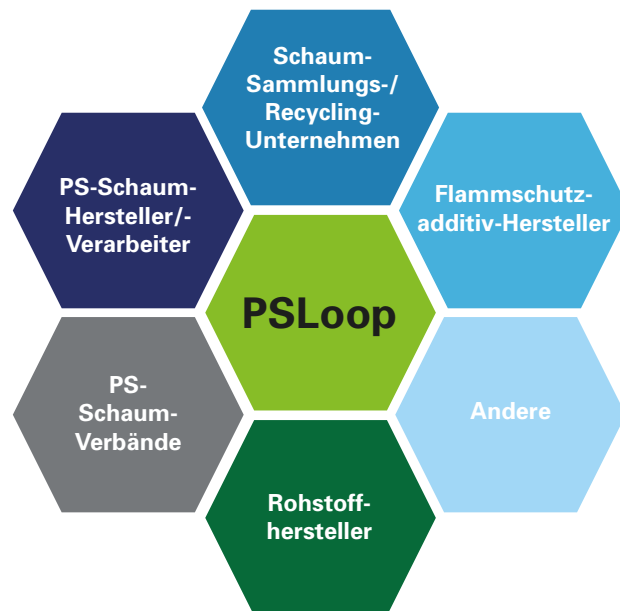 Schaum-
Sammlungs-/
Recycling-
Unternehmen
PS-Schaum-
Hersteller/-
Verarbeiter
Flammschutz-
additiv-Hersteller
PSLoop
PS-
Schaum-
Verbände
Andere
Rohstoff-
hersteller